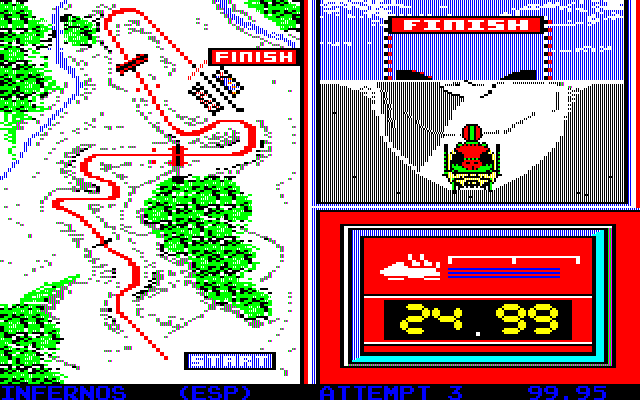 FINISH
FINISH
24.99
START
INFERNOS (ESP) ATTEMPT 3 99.95